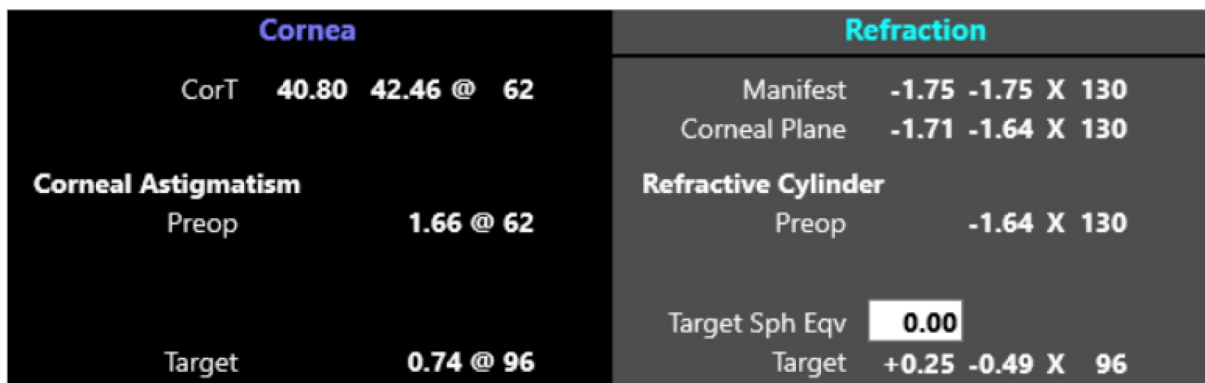 Cornea
CorT 40.80 42.46 @ 62
Corneal Astigmatism
Preop 1.66 @ 62
Target 0.74 @ 96
Refraction
Manifest -1.75 -1.75 X 130
Corneal Plane -1.71 -1.64 X 130
Refractive Cylinder
Preop -1.64 X 130
Target Sph Eqv 0.00
Target +0.25 -0.49 X 96